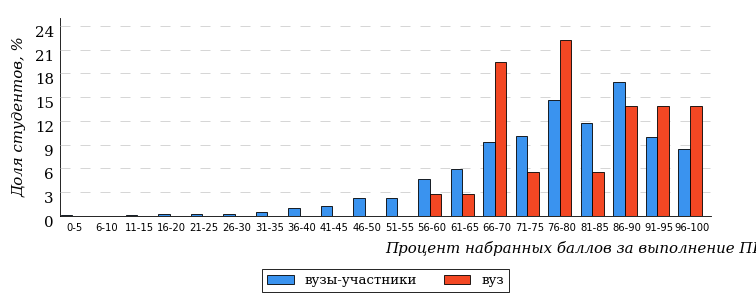 Доля студентов, %
24
21
18
15
12
9
6
3
0
0-5 6-10 11-15 16-20 21-25 26-30 31-35 36-40 41-45 46-50 51-55 56-60 61-65 66-70 71-75 76-80 81-85 86-90 91-95 96-100
Процент набранных баллов за выполнение
вузы-участники вуз